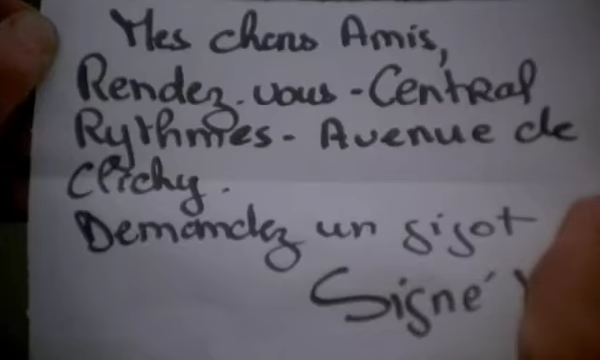 Mes chers Amis,
Rendez-vous - Central
Rythmes - Avenue de
Clichy.
Demandez un gigot
Signé